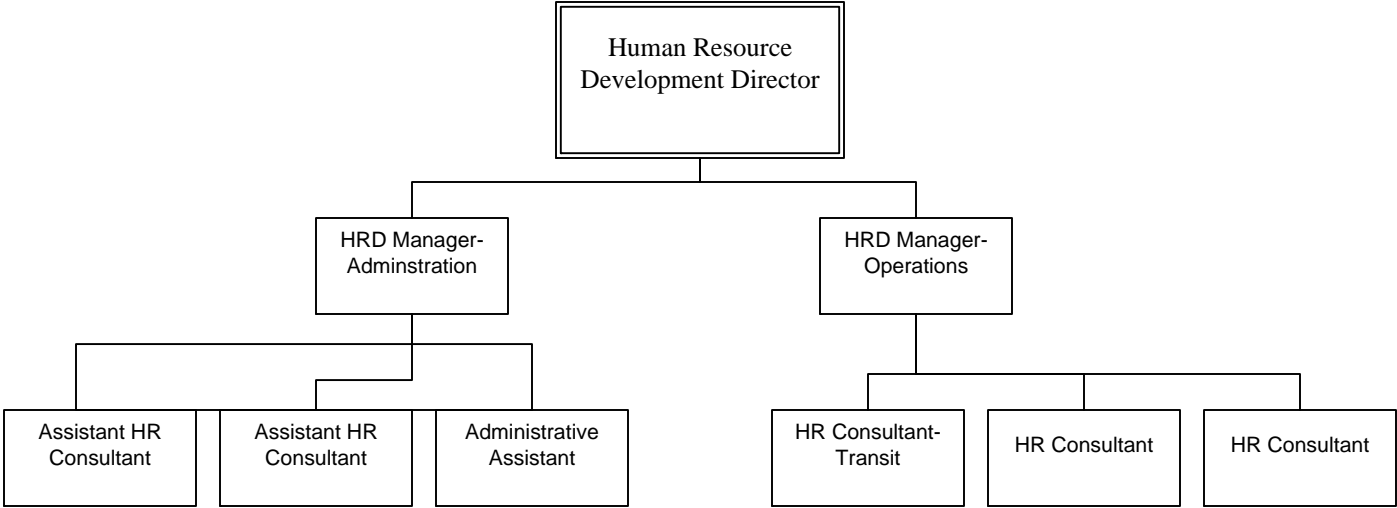 Human Resource
Development Director
HRD Manager-
Adminstration
HRD Manager-
Operations
Assistant HR
Consultant
Assistant HR
Consultant
Administrative
Assistant
HR Consultant-
Transit
HR Consultant
HR Consultant